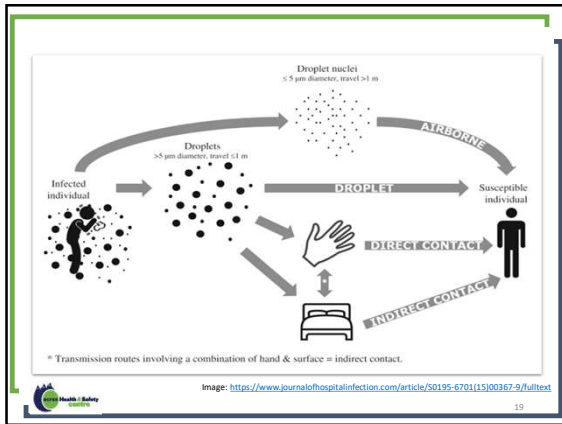 Droplet nuclei
≤ 5 µm diameter, travel >1 m
AIRBORNE
Droplets
>5 µm diameter, travel ≤1 m
Infected
individual
DROPLET
Susceptible
individual
DIRECT CONTACT
*
INDIRECT CONTACT
* Transmission routes involving a combination of hand & surface = indirect contact.
Image: https://www.journalofhospitalinfection.com/article/S0195-6701(15)00367-9/fulltext
Health & Safety
Centre
19